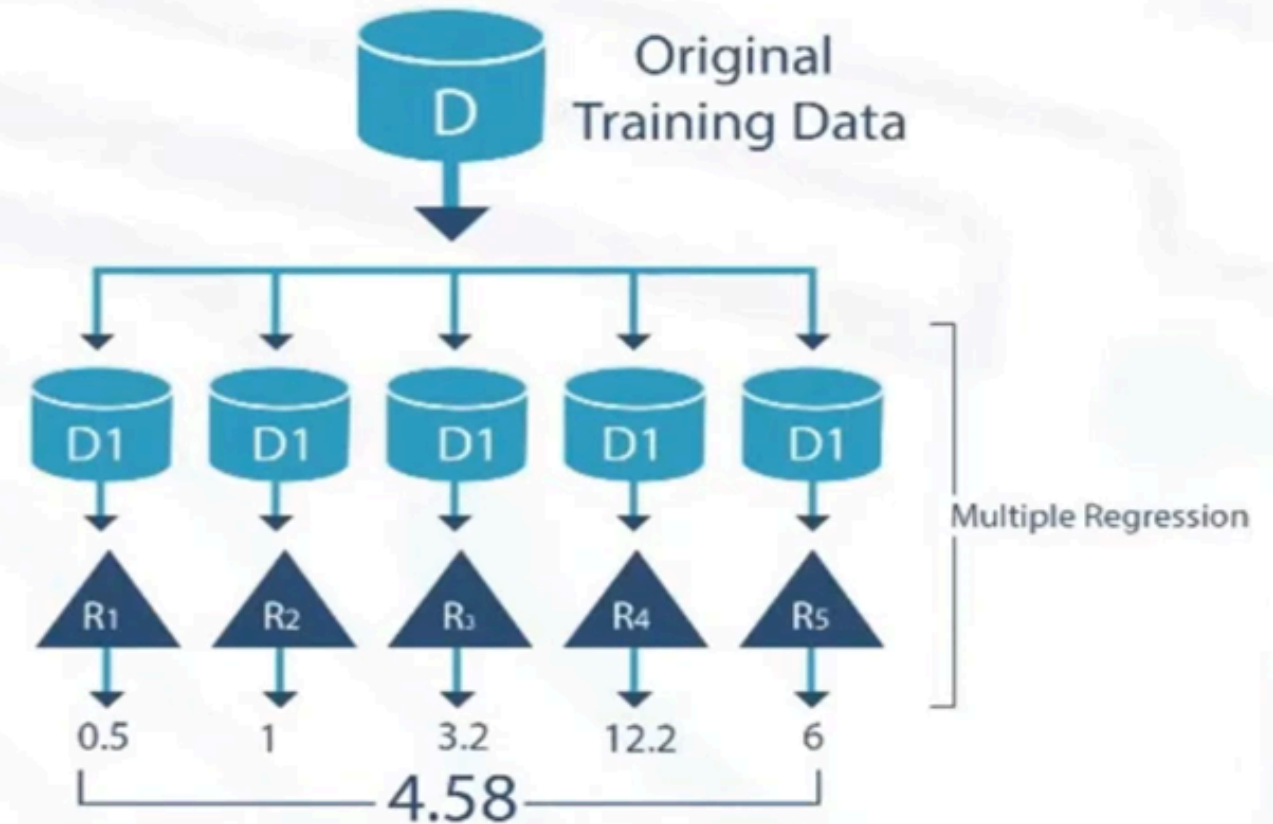 D
Original
Training Data
D1 D1 D1 D1 D1
Multiple Regression
R1 R2 R3 R4 R5
0.5 1 3.2 12.2 6
4.58